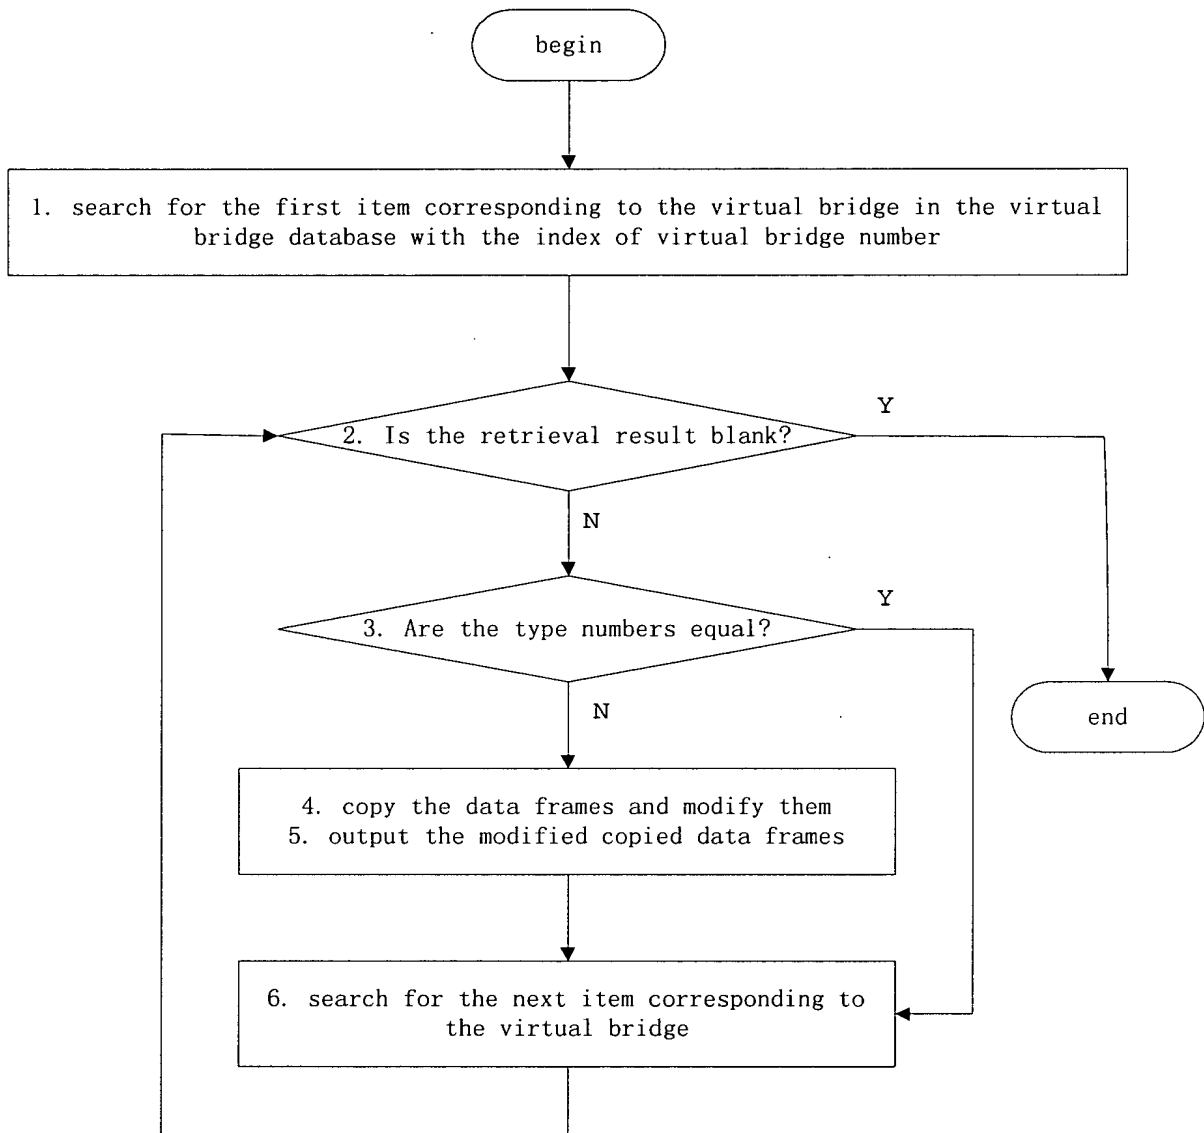 begin
1. search for the first item corresponding to the virtual bridge in the virtual
bridge database with the index of virtual bridge number
Y
2. Is the retrieval result blank?
N
Y
3. Are the type numbers equal?
N
end
4. copy the data frames and modify them
5. output the modified copied data frames
6. search for the next item corresponding to
the virtual bridge